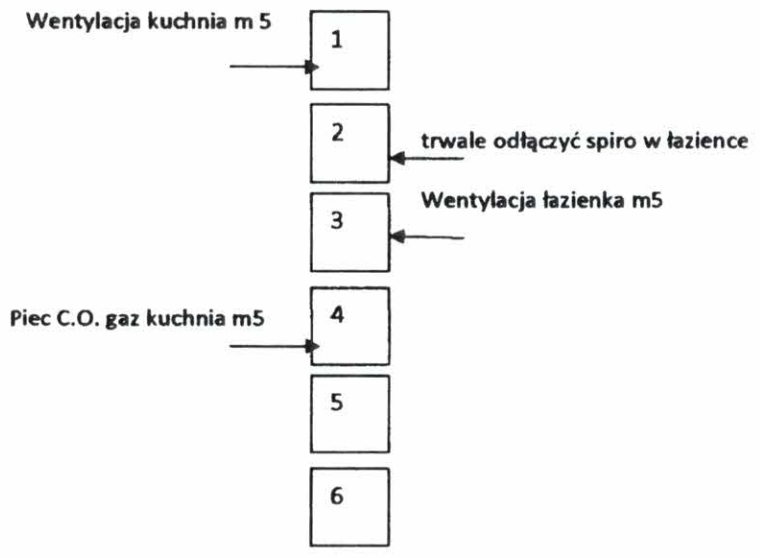 Wentylacja kuchnia m 5
1
2
trwale odłączyć spiro w łazience
Wentylacja łazienka m5
3
Piec C.O. gaz kuchnia m5
4
5
6